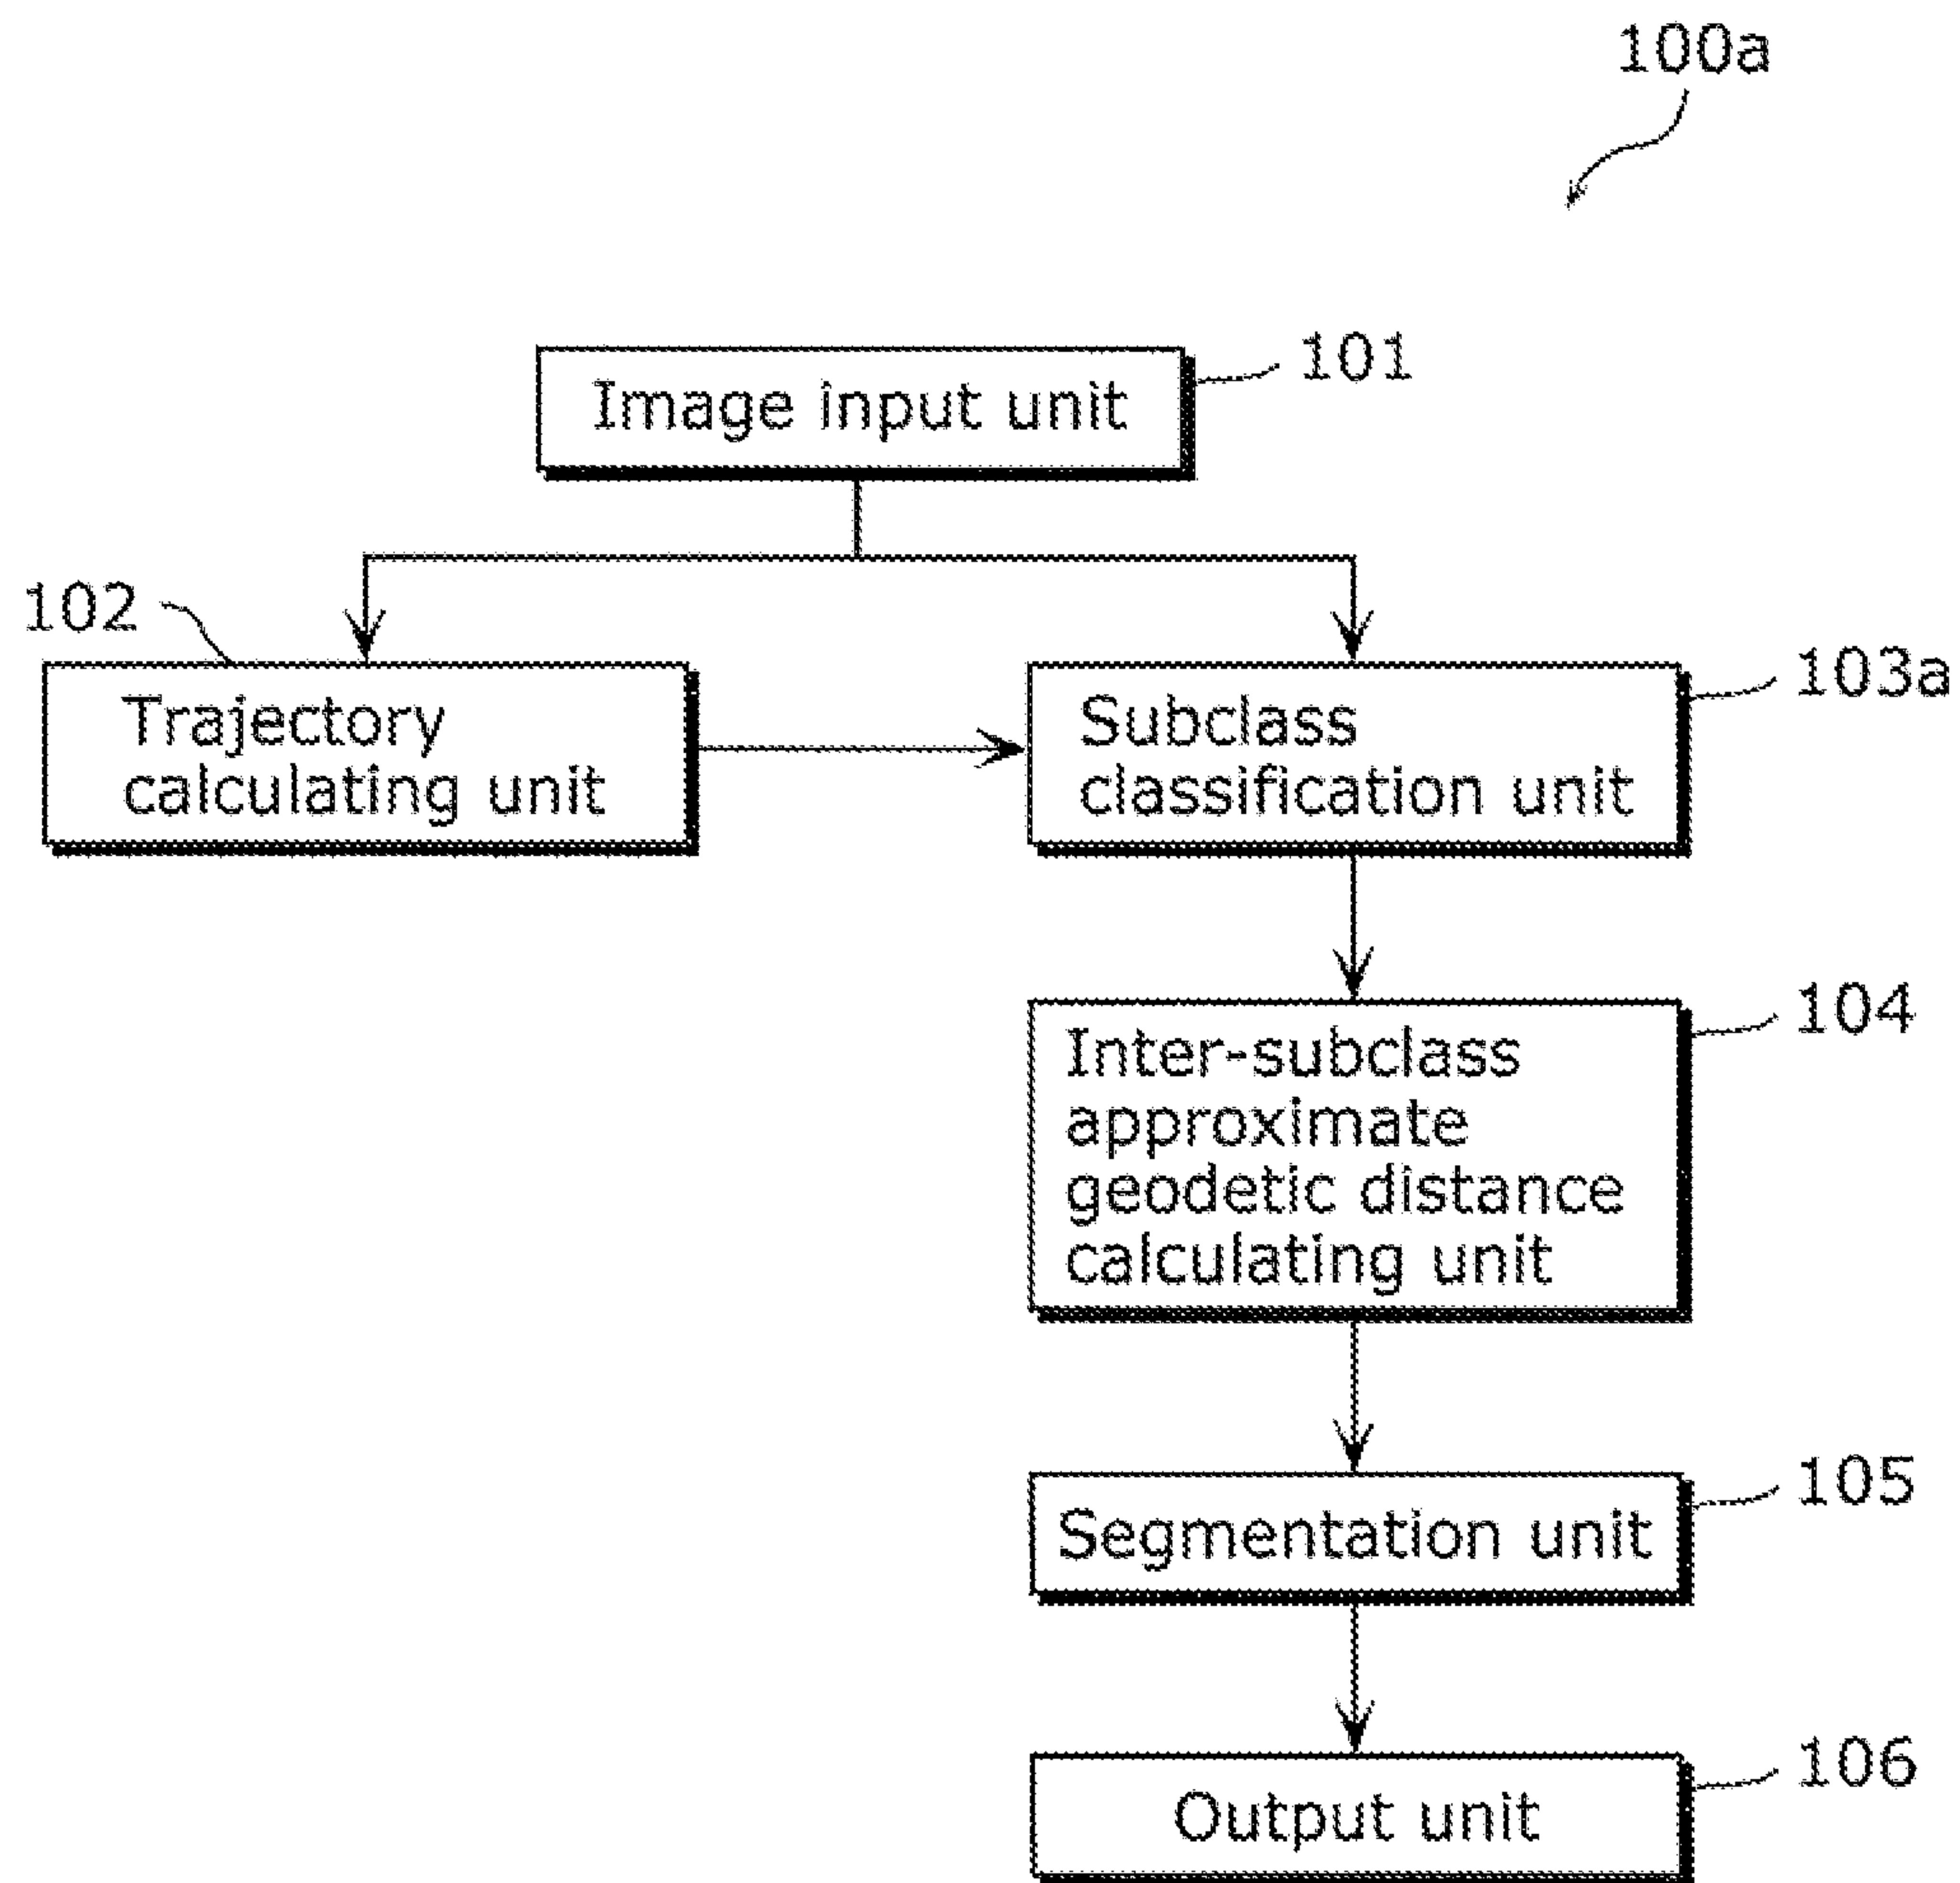 100a
101
Image input unit
102
Trajectory
calculating unit
103a
Subclass
classification unit
104
Inter-subclass
approximate
geodetic distance
calculating unit
105
Segmentation unit
106
Output unit